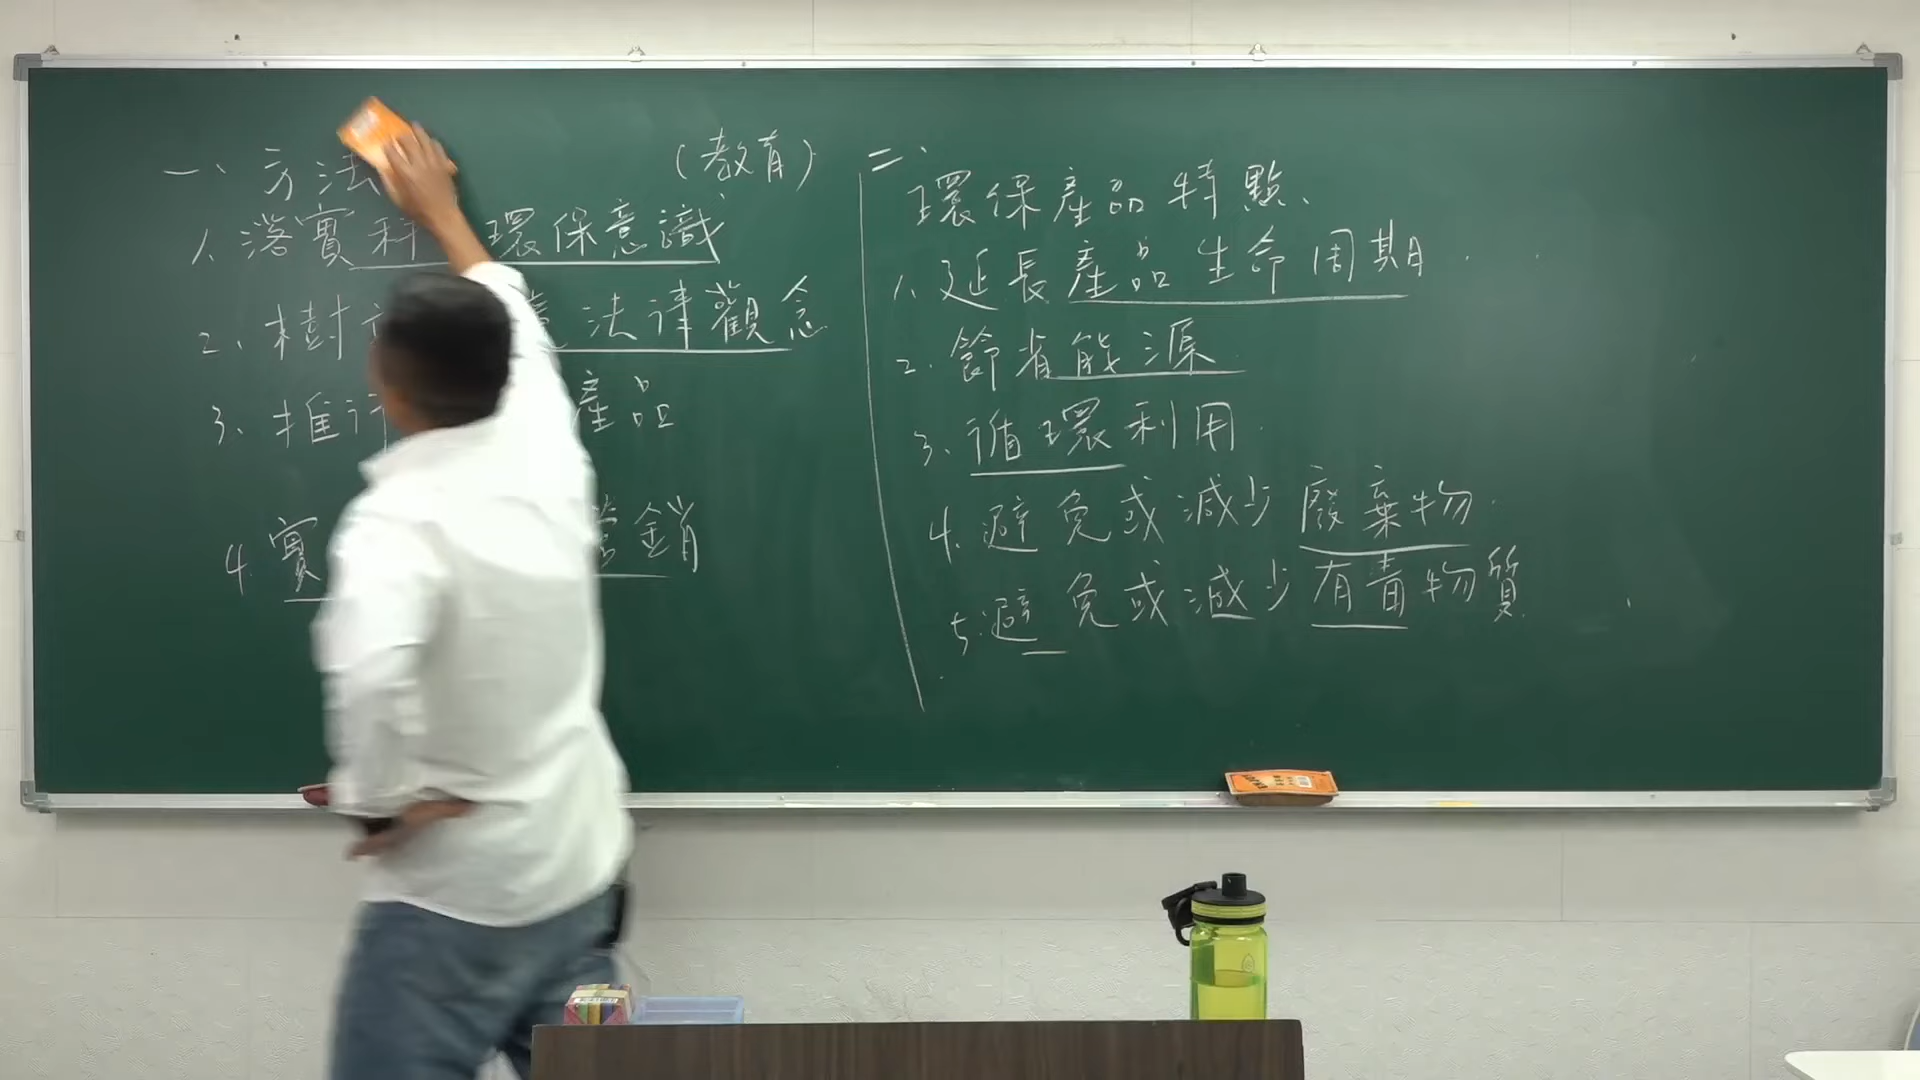 一、方法
(教育)
1. 落實科 環保意識
2、樹 法律觀念
3、推行 產品
4. 實 營銷
二、
環保產品特點、
1. 延長產品生命周期.
2. 節省能源.
3. 循環利用.
4. 避免或減少廢棄物.
5. 避免或減少有毒物質